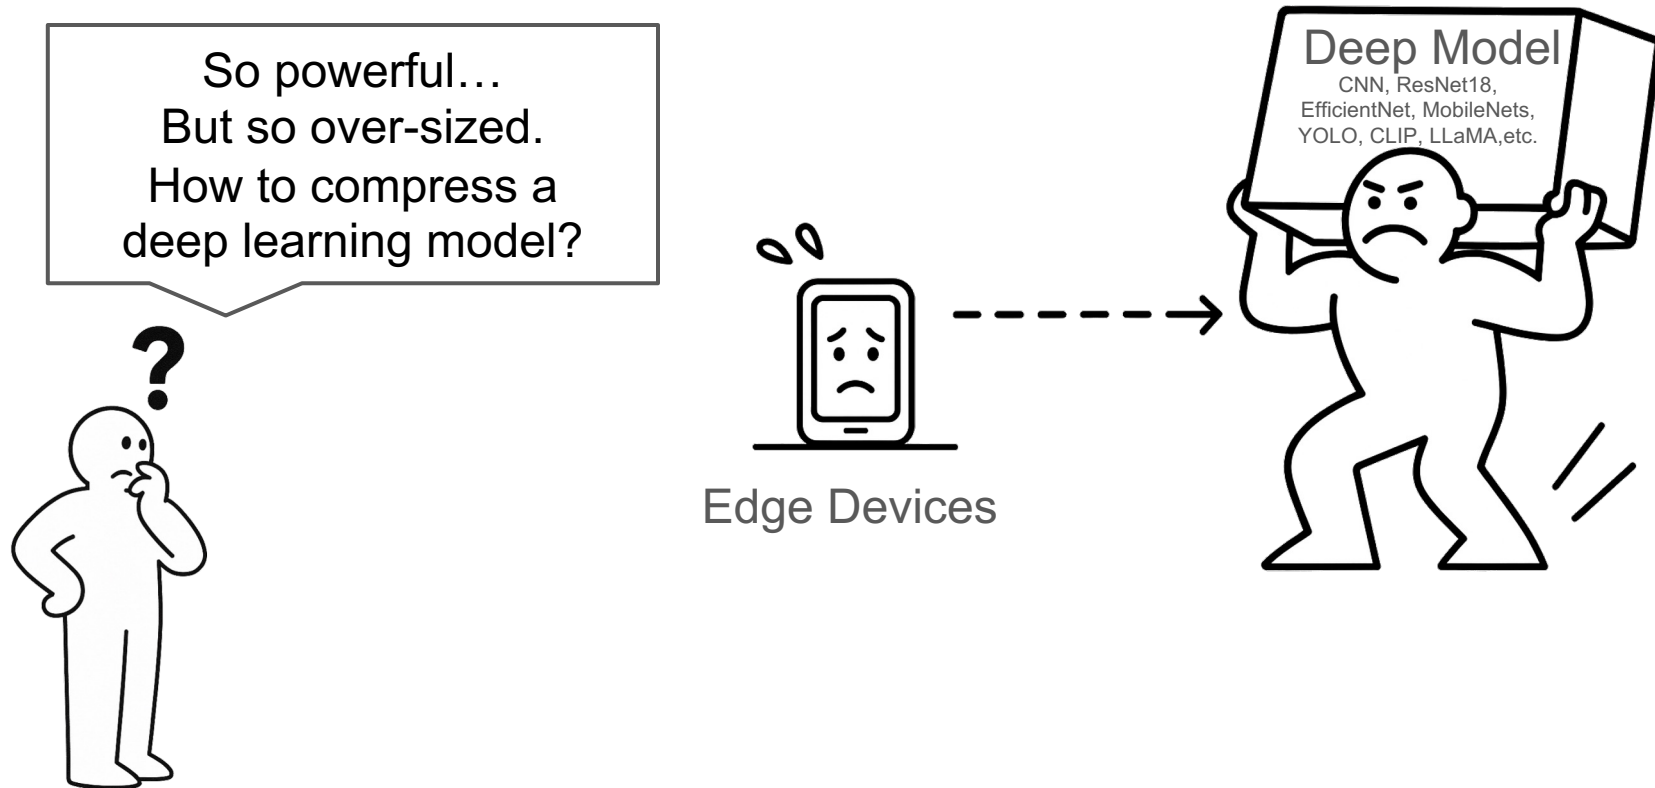 So powerful…
But so over-sized.
How to compress a
deep learning model?
?
Edge Devices
Deep Model
CNN, ResNet18,
EfficientNet, MobileNets,
YOLO, CLIP, LLaMA,etc.